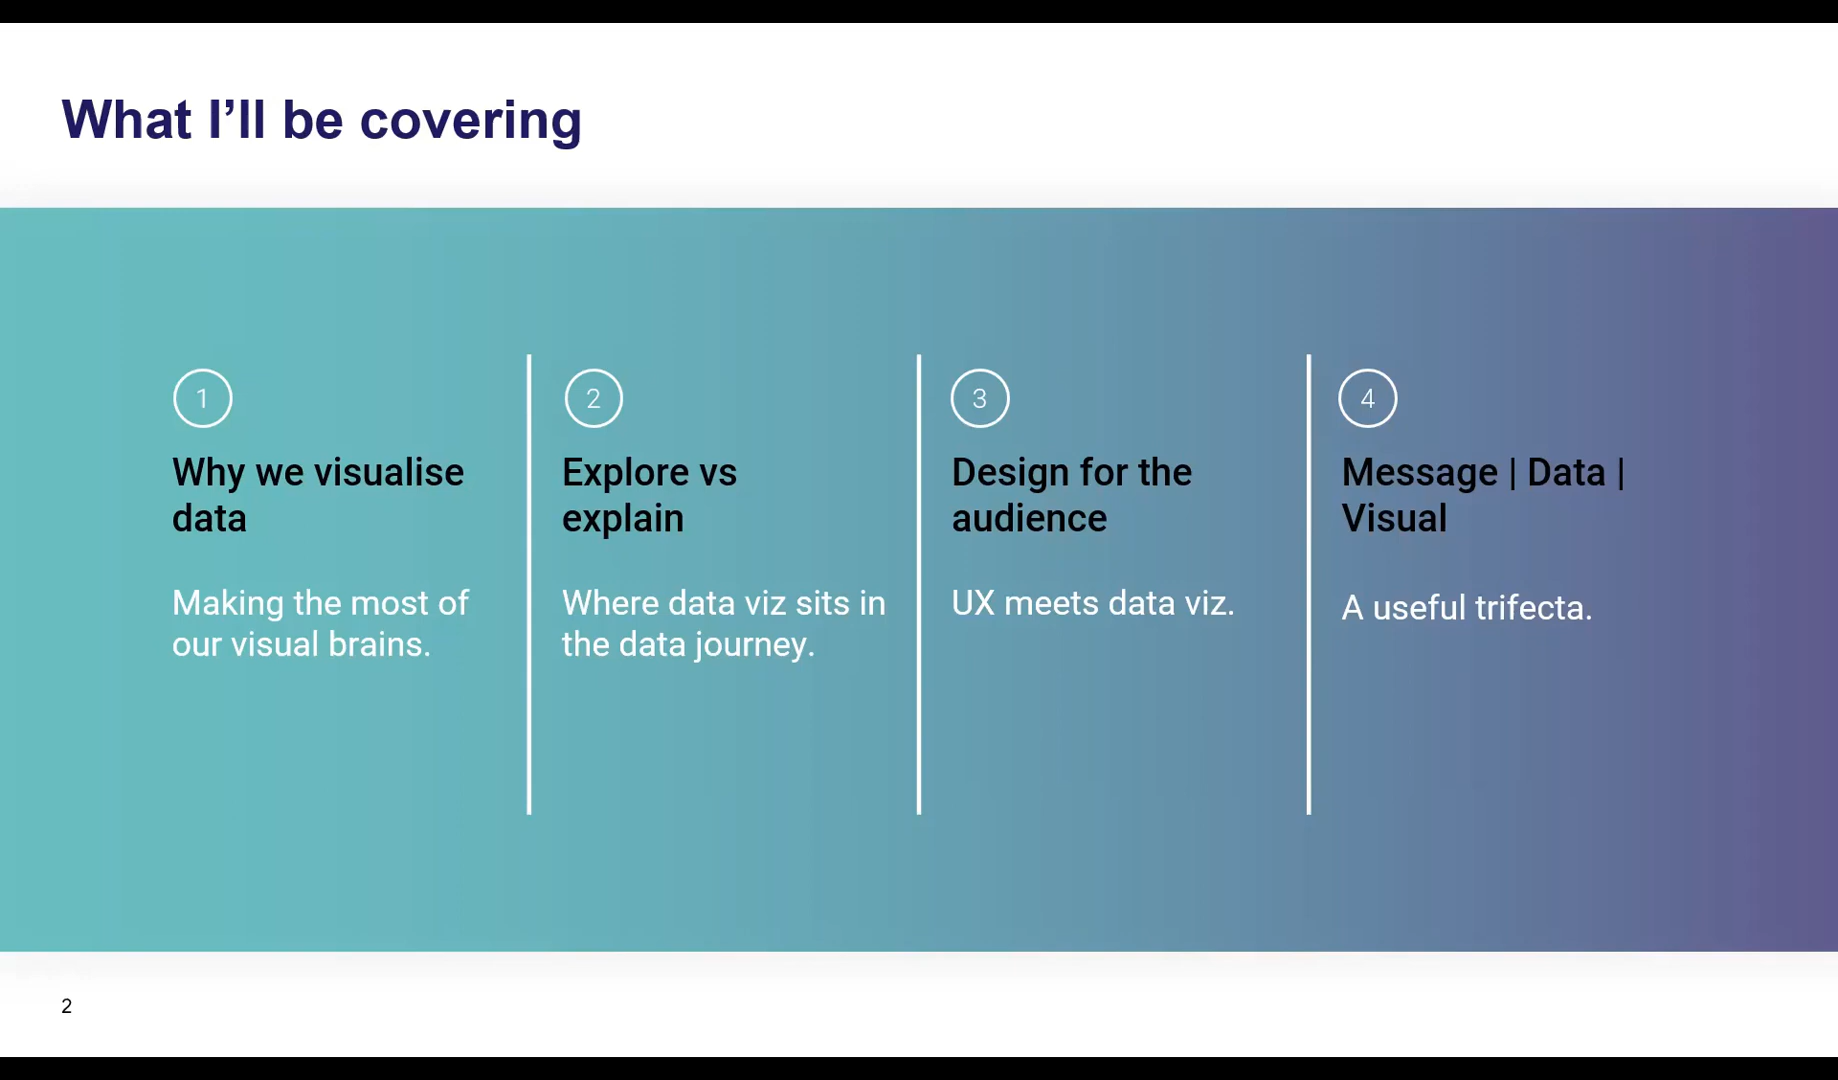 What I’ll be covering
1
Why we visualise
data
Making the most of
our visual brains.
2
Explore vs
explain
Where data viz sits in
the data journey.
3
Design for the
audience
UX meets data viz.
4
Message | Data |
Visual
A useful trifecta.
2